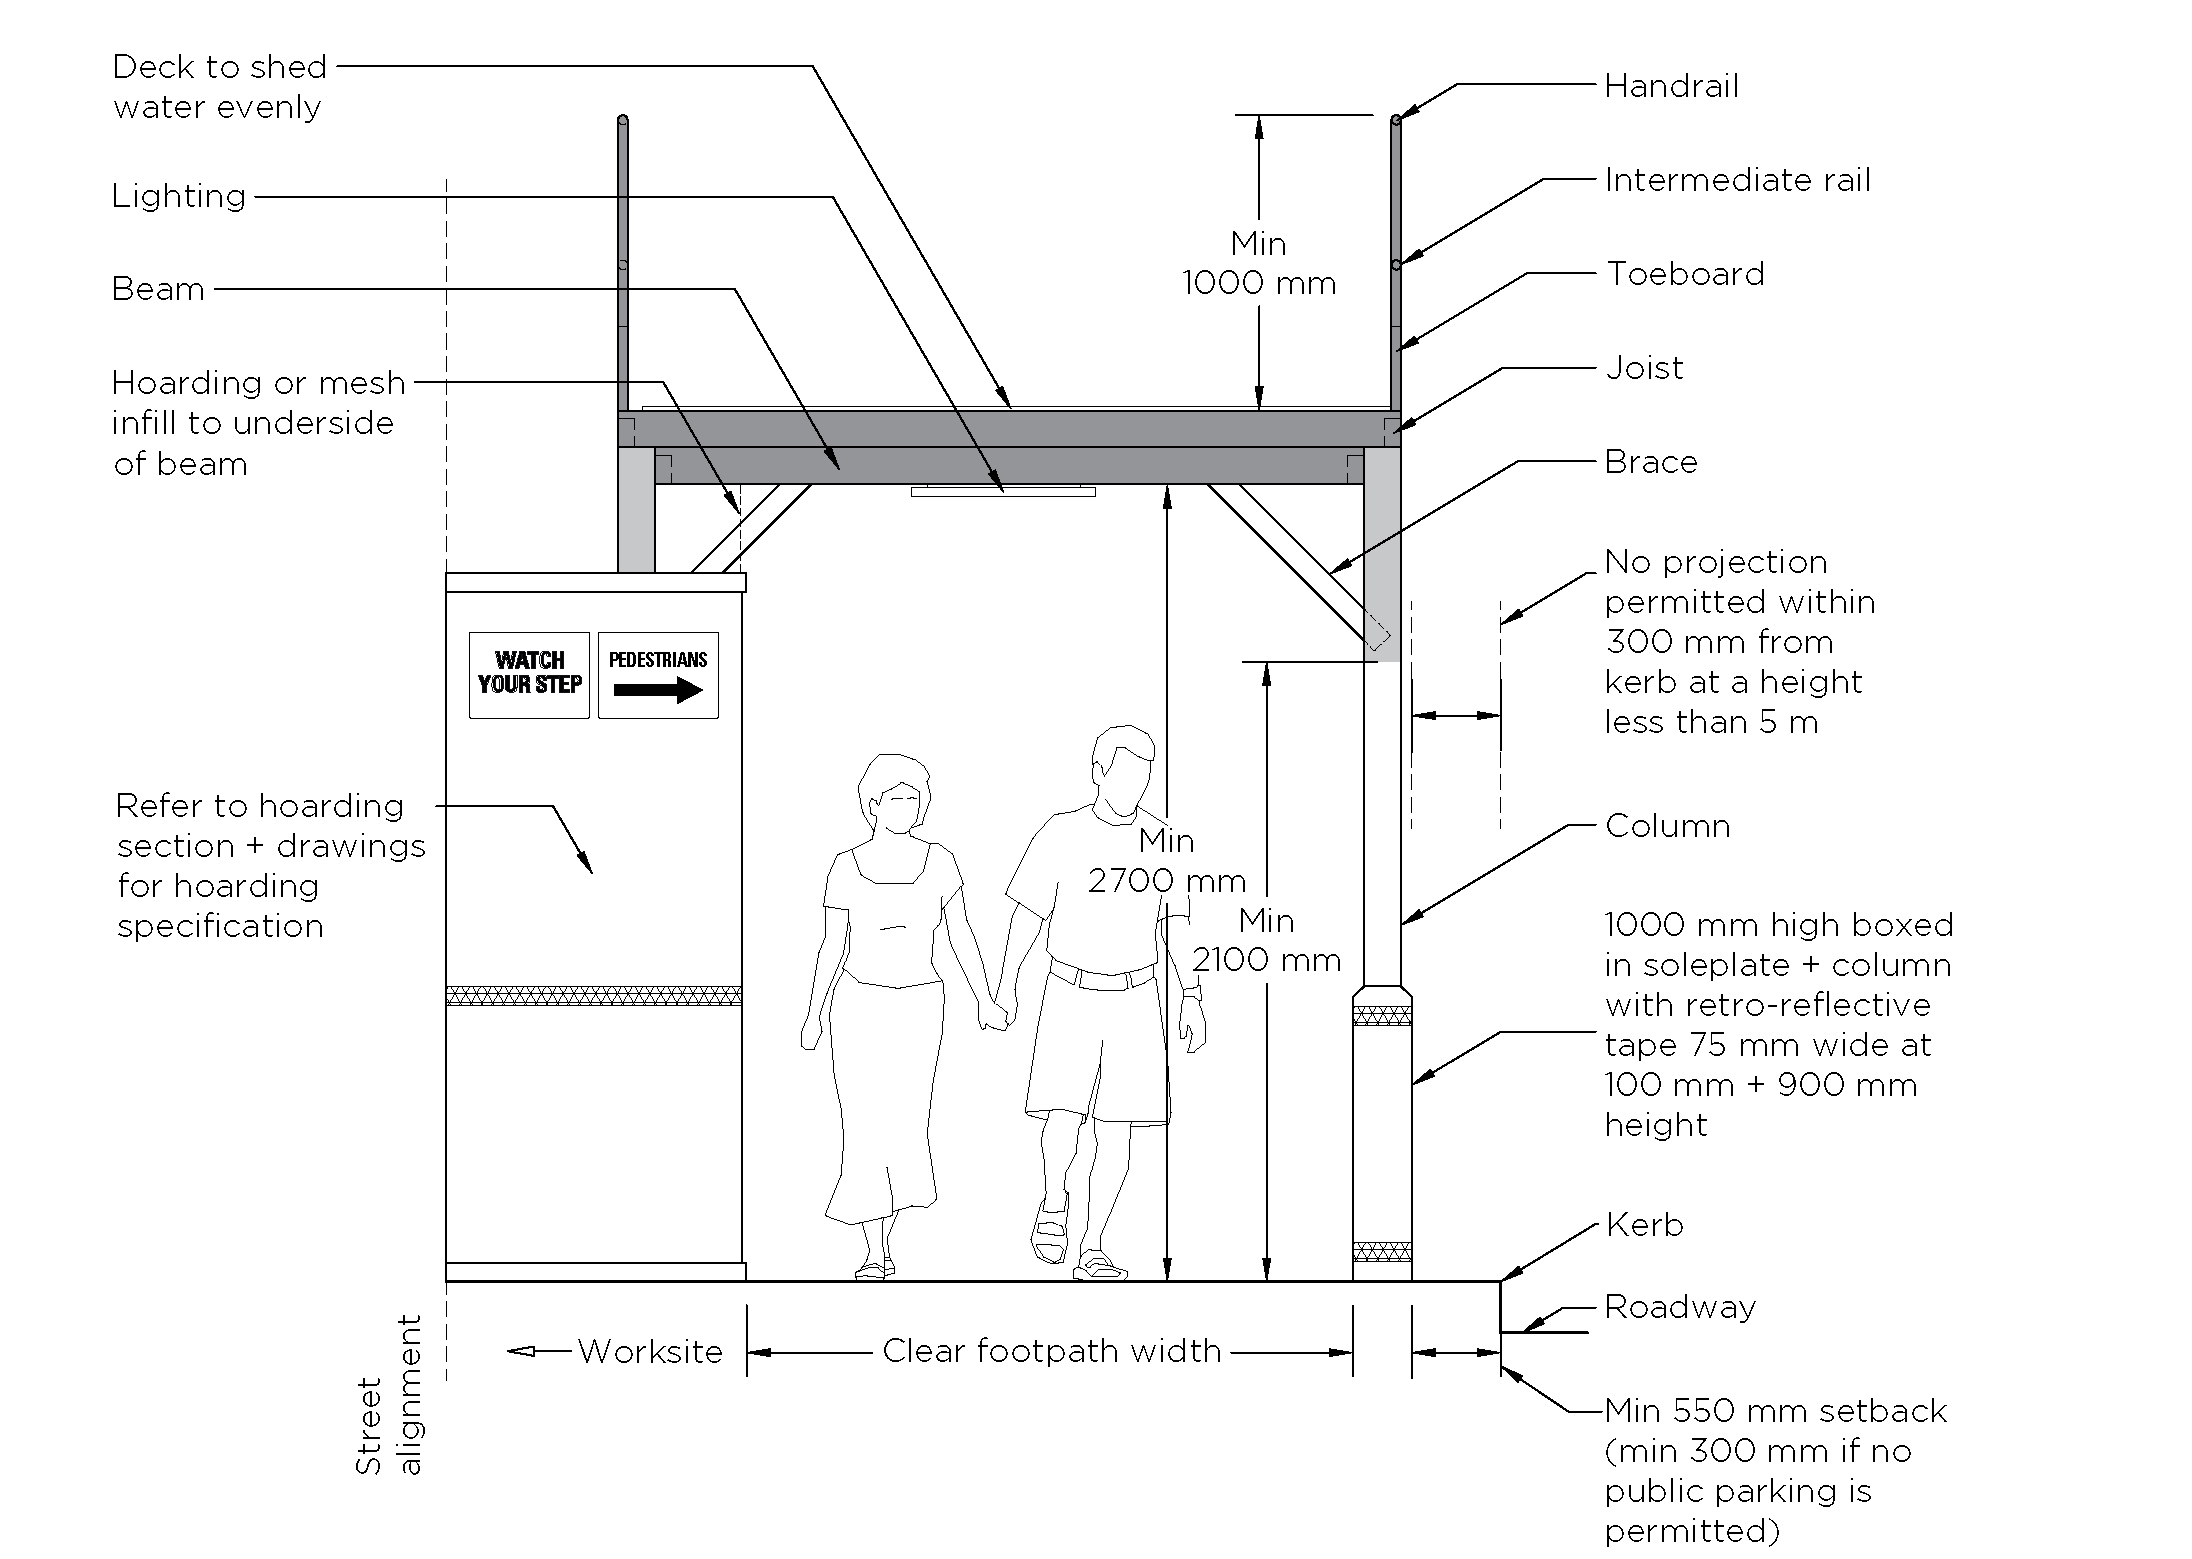 Deck to shed
water evenly
Lighting
Beam
Hoarding or mesh
infill to underside
of beam
WATCH
YOUR STEP
PEDESTRIANS
Refer to hoarding
section + drawings
for hoarding
specification
Min
1000 mm
Min
2700 mm
Min
2100 mm
Handrail
Intermediate rail
Toeboard
Joist
Brace
No projection
permitted within
300 mm from
kerb at a height
less than 5 m
Column
1000 mm high boxed
in soleplate + column
with retro-reflective
tape 75 mm wide at
100 mm + 900 mm
height
Kerb
Roadway
Min 550 mm setback
(min 300 mm if no
public parking is
permitted)
Street
alignment
Worksite
Clear footpath width